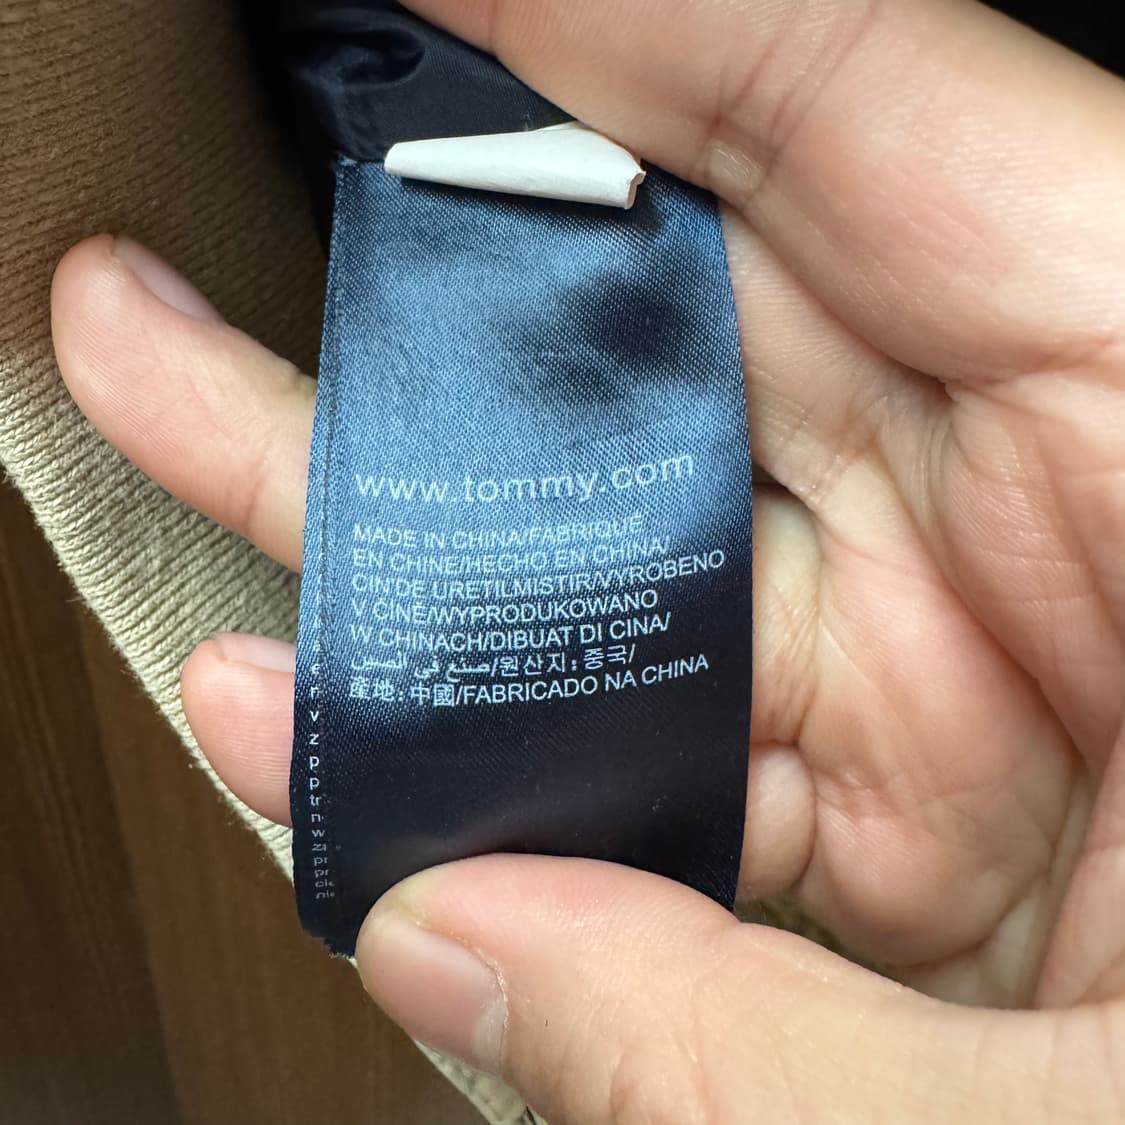 www.tommy.com
MADE IN CHINA/FABRIQUÉ
EN CHINE/HECHO EN CHINA/
CIN'DE URETILMISTIR/VYROBENO
V CINE/WYPRODUKOWANO
W CHINACH/DIBUAT DI CINA/
صنع في الصين/원산지: 중국/
產地: 中國/FABRICADO NA CHINA